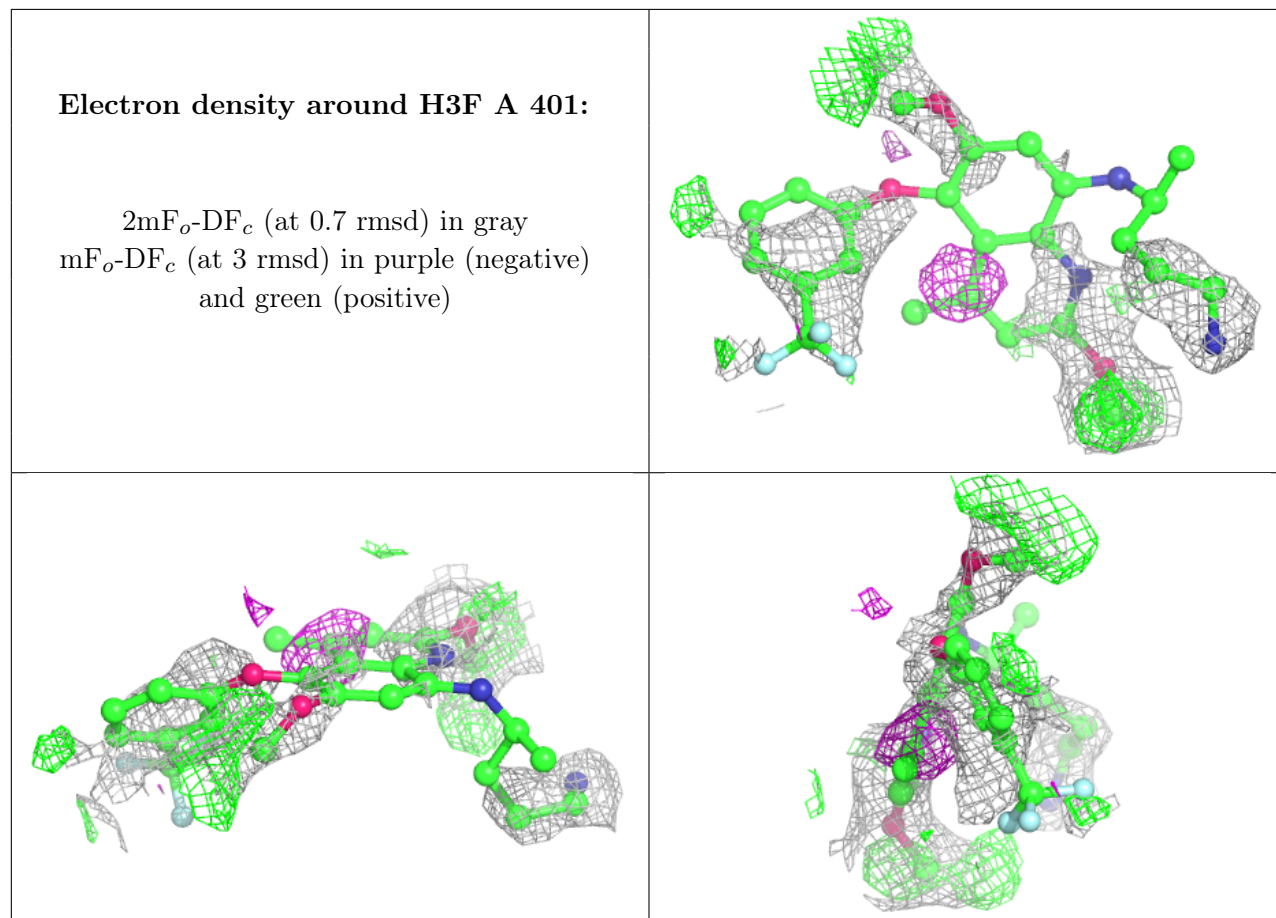 Electron density around H3F A 401:
2mFo-DFc (at 0.7 rmsd) in gray
mFo-DFc (at 3 rmsd) in purple (negative)
and green (positive)